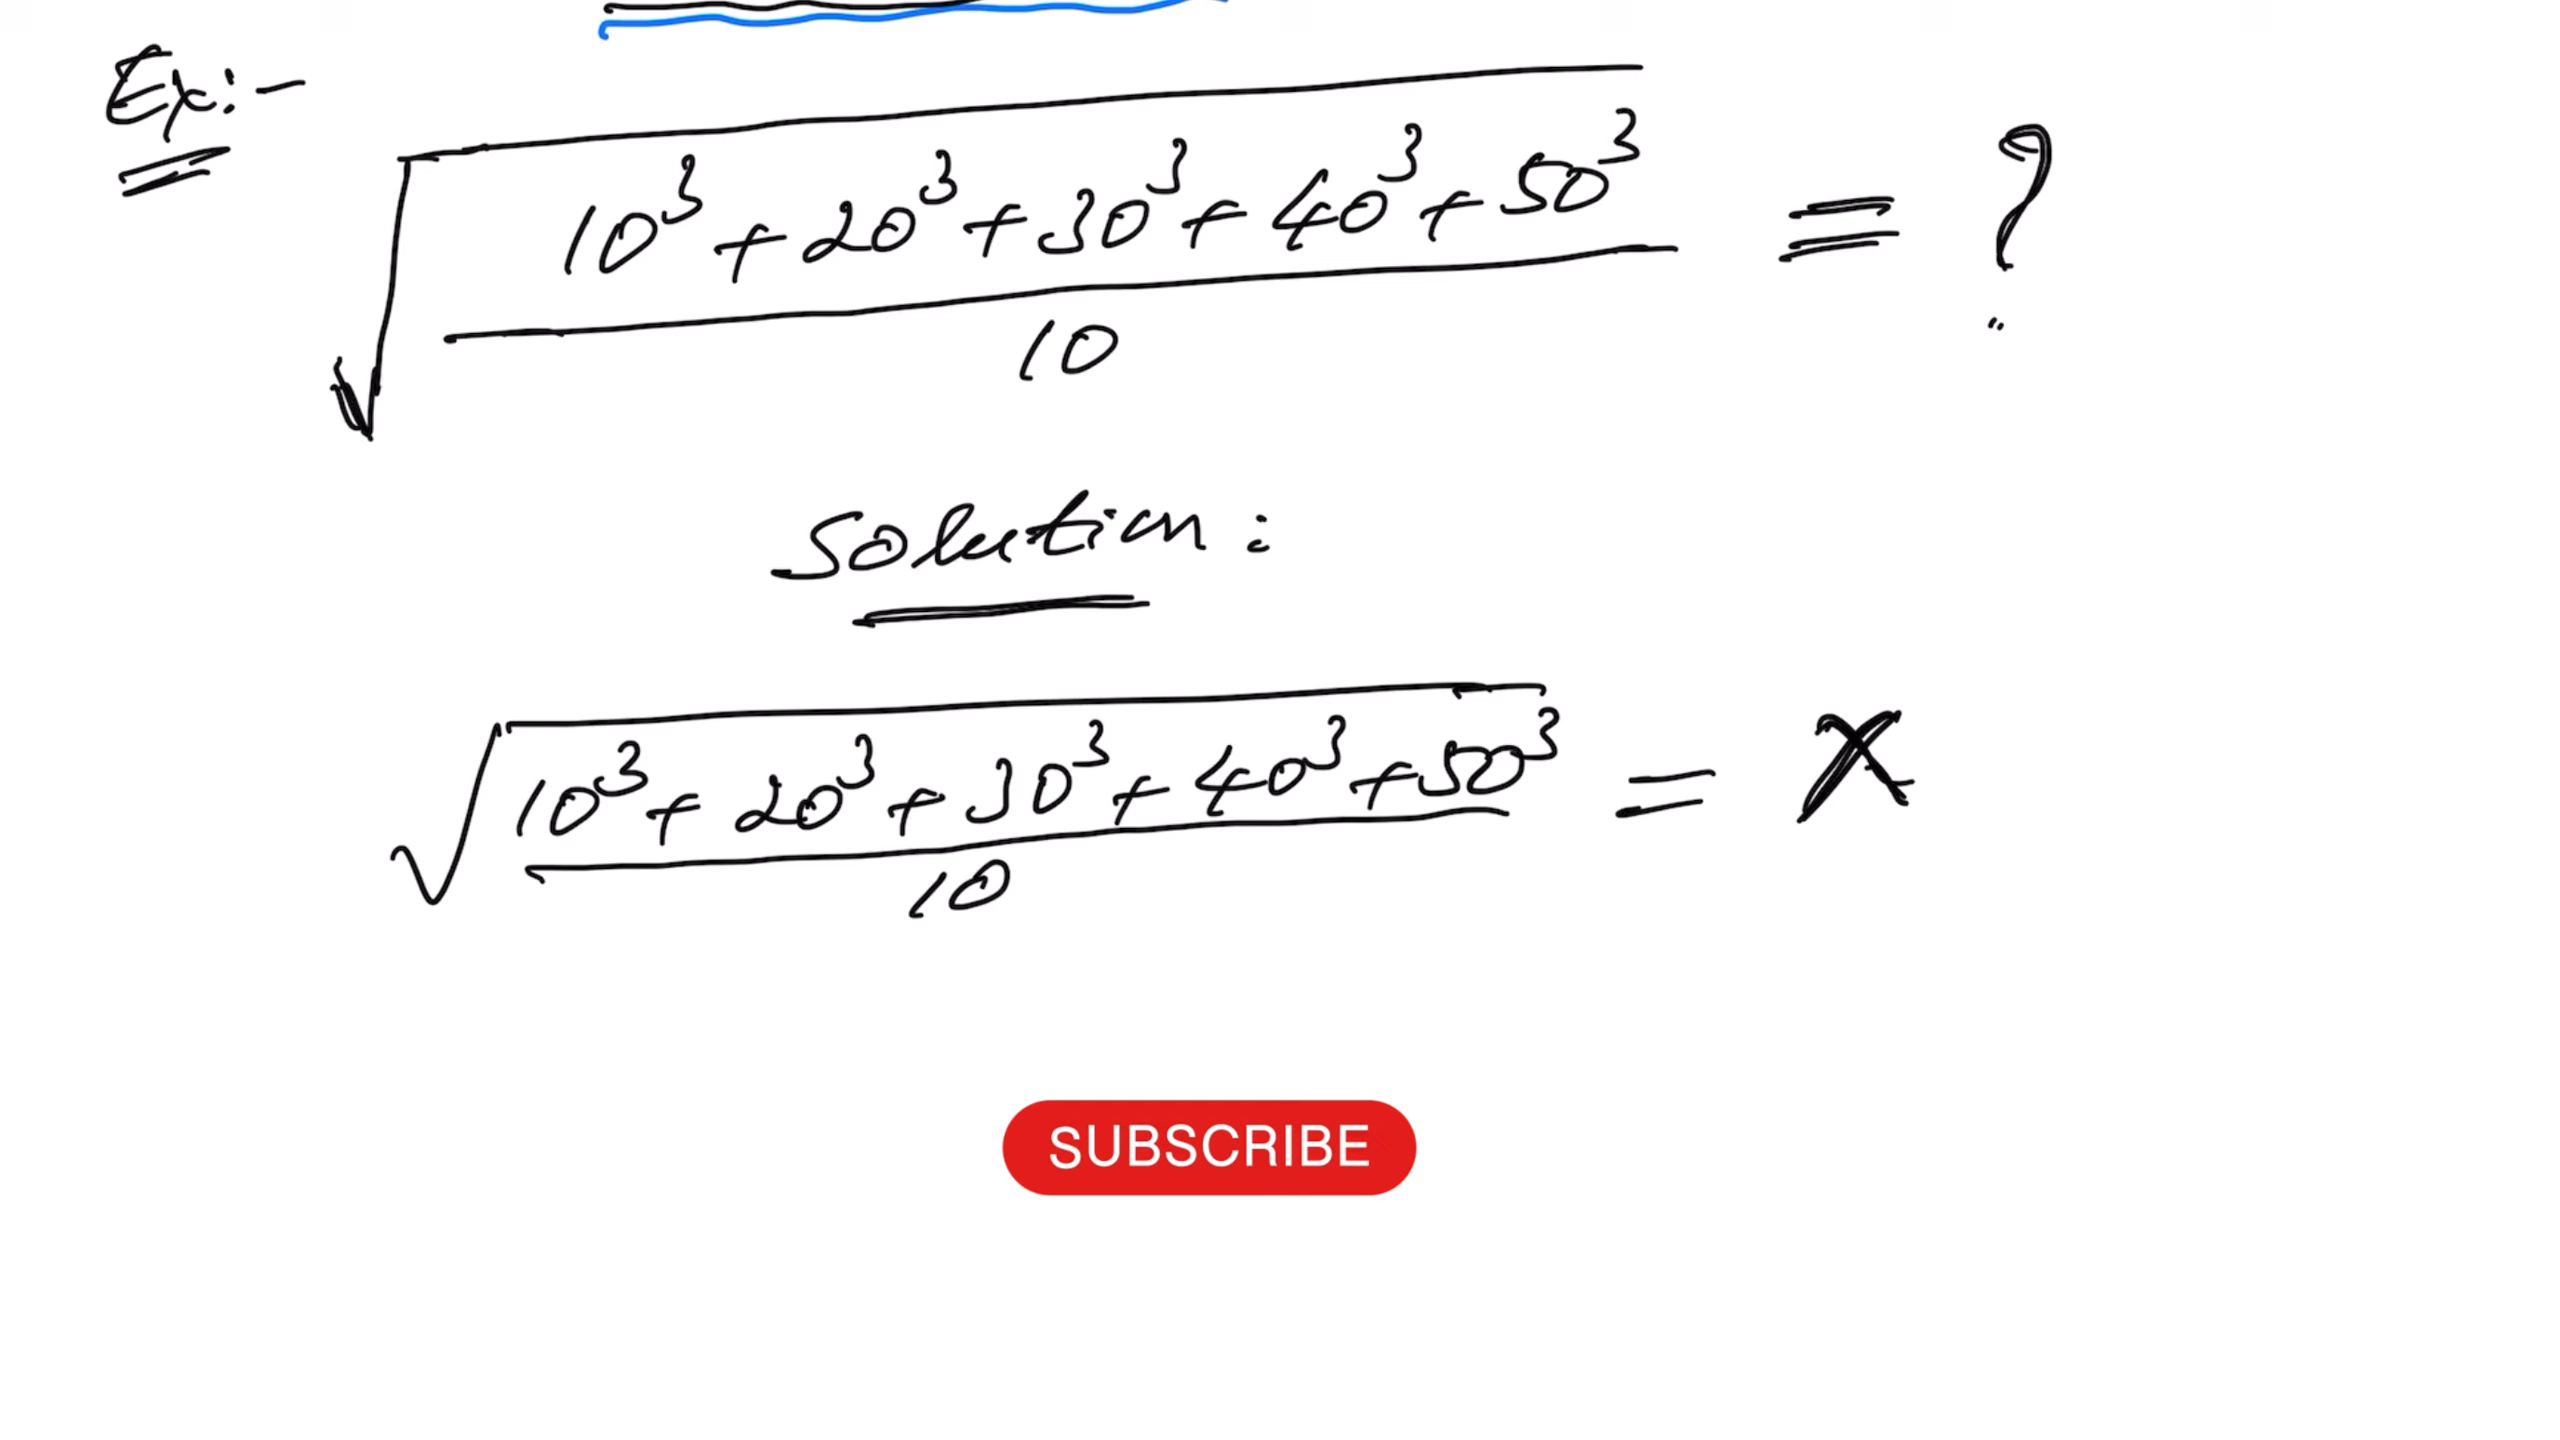 Ex:-
√(10³ + 20³ + 30³ + 40³ + 50³ / 10) = ?
Solution:
√(10³ + 20³ + 30³ + 40³ + 50³ / 10) = x
SUBSCRIBE